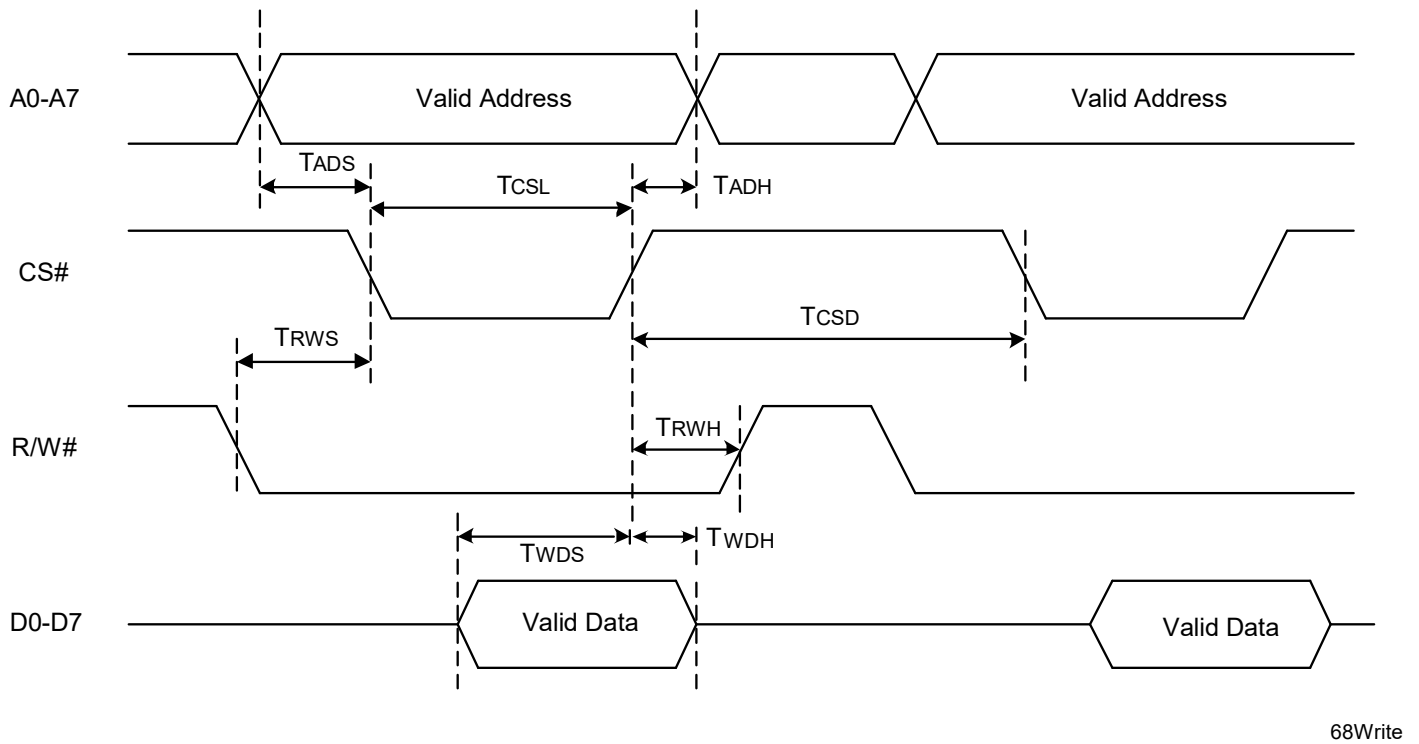 A0-A7
Valid Address
Valid Address
TADS
TCSL
TADH
CS#
TCSD
TRWS
R/W#
TRWH
TWDS
TWDH
D0-D7
Valid Data
Valid Data
68Write